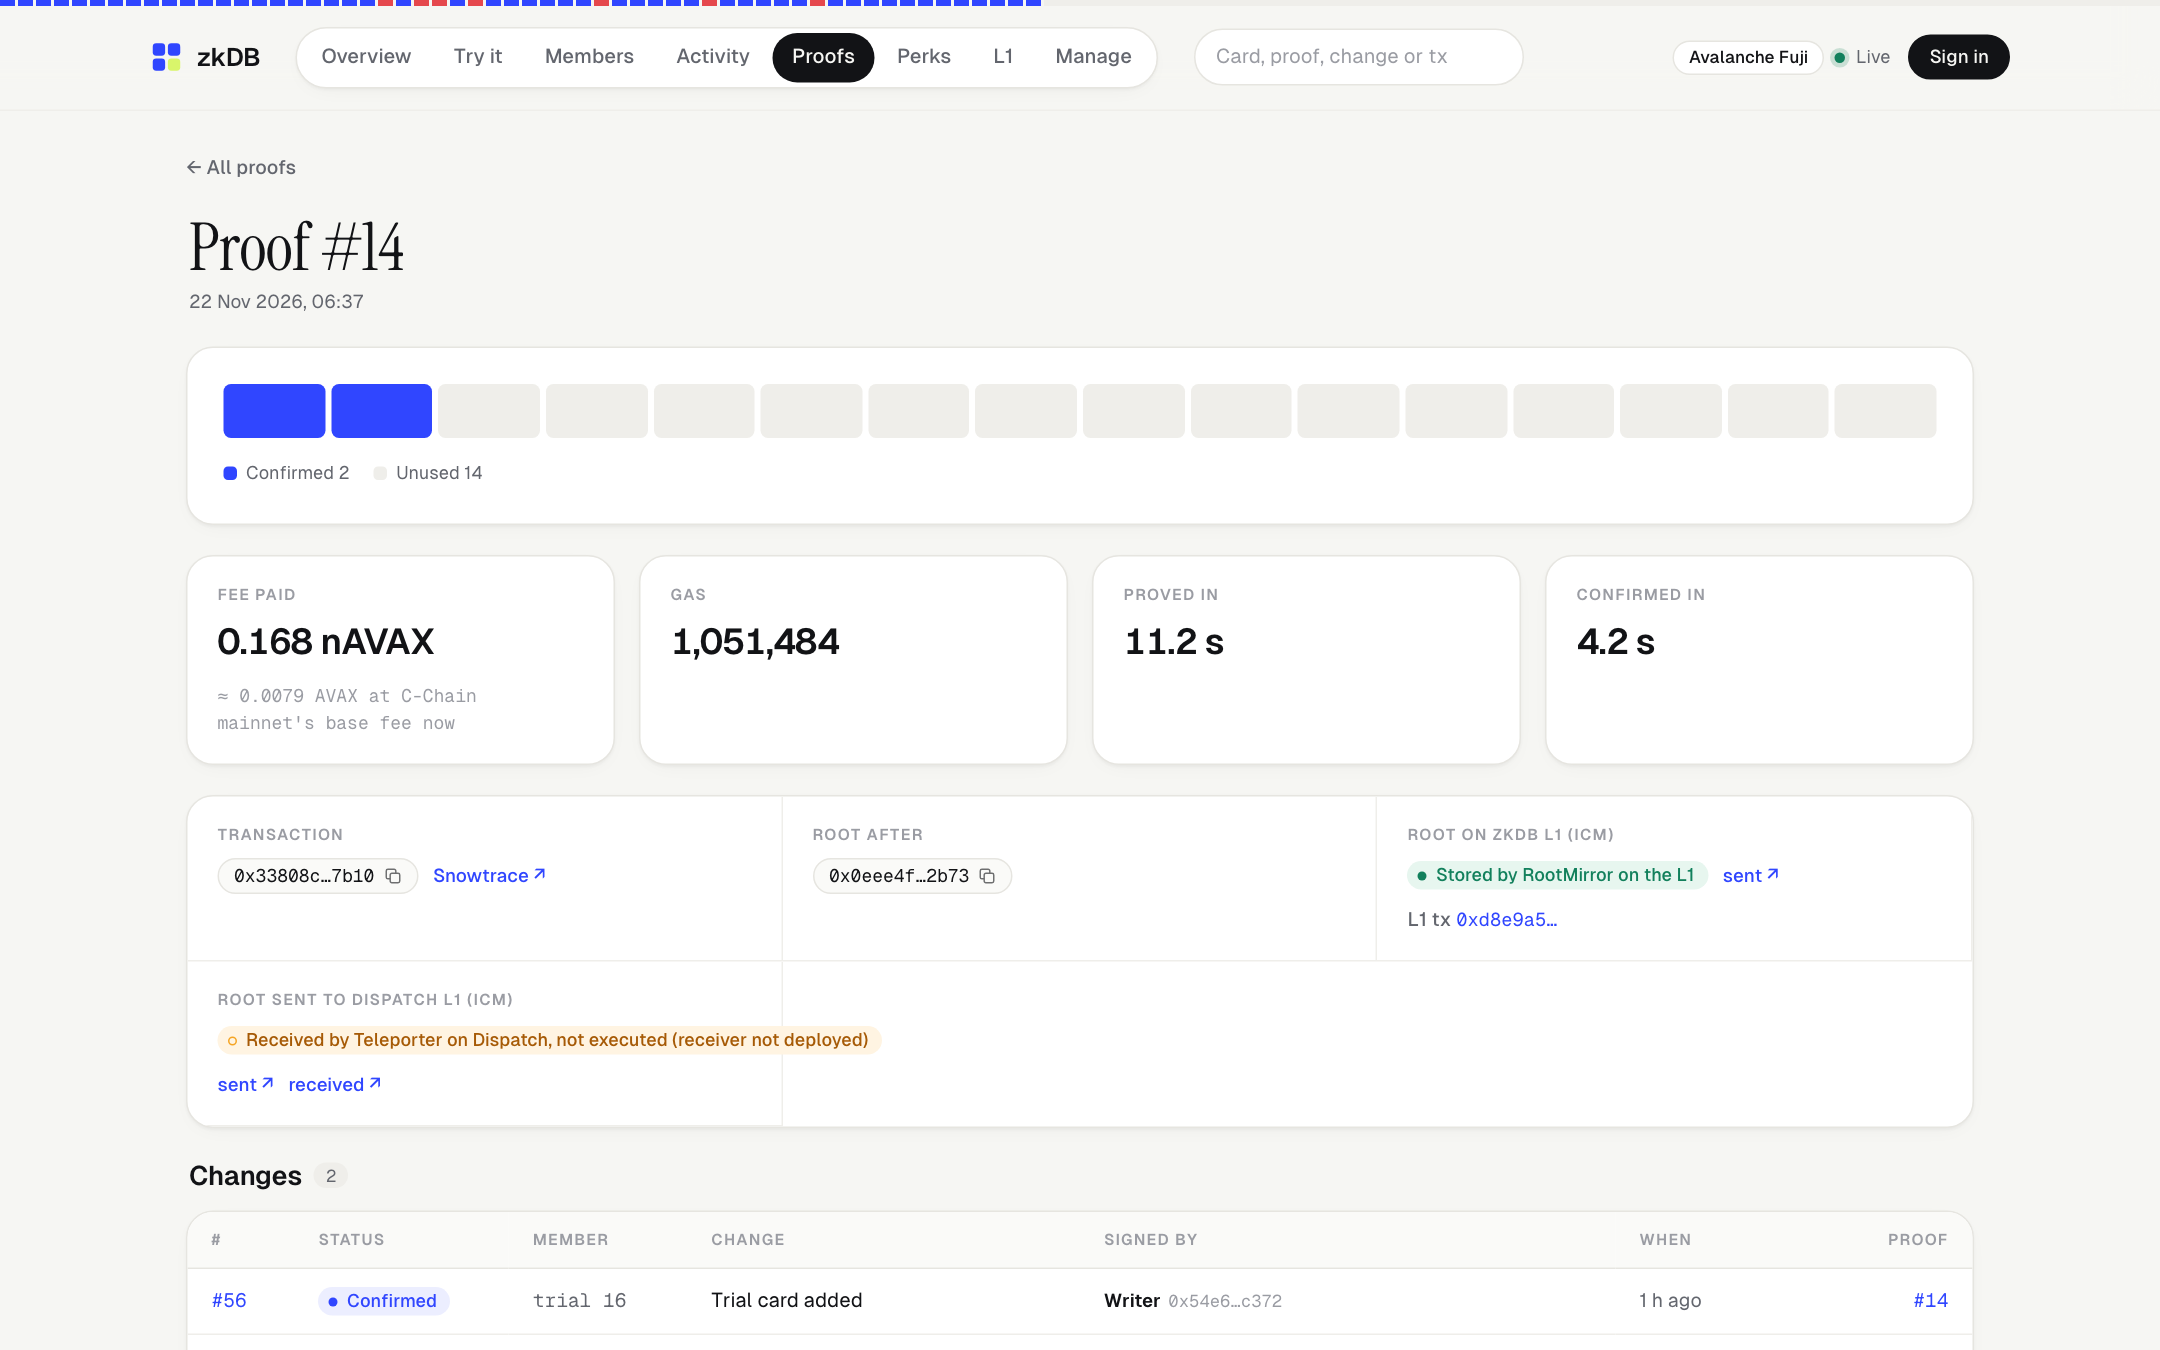 zkDB Overview Try it Members Activity Proofs Perks L1 Manage Card, proof, change or tx Avalanche Fuji Live Sign in
← All proofs
Proof #14
22 Nov 2026, 06:37
Confirmed 2 Unused 14
FEE PAID
0.168 nAVAX
≈ 0.0079 AVAX at C-Chain
mainnet's base fee now
GAS
1,051,484
PROVED IN
11.2 s
CONFIRMED IN
4.2 s
TRANSACTION
0x33808c…7b10 Snowtrace ↗
ROOT AFTER
0x0eee4f…2b73
ROOT ON ZKDB L1 (ICM)
Stored by RootMirror on the L1 sent ↗
L1 tx 0xd8e9a5…
ROOT SENT TO DISPATCH L1 (ICM)
Received by Teleporter on Dispatch, not executed (receiver not deployed)
sent ↗ received ↗
Changes 2
# STATUS MEMBER CHANGE SIGNED BY WHEN PROOF
#56 Confirmed trial 16 Trial card added Writer 0x54e6…c372 1 h ago #14